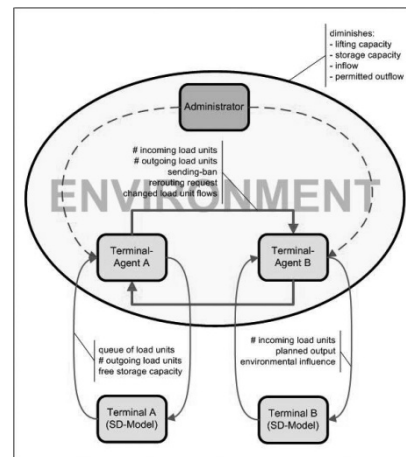 diminishes:
- lifting capacity
- storage capacity
- inflow
- permitted outflow
Administrator
# incoming load units
# outgoing load units
sending-ban
rerouting request
changed load unit flows
ENVIRONMENT
Terminal-
Agent A
Terminal-
Agent B
queue of load units
# outgoing load units
free storage capacity
# incoming load units
planned output
environmental influence
Terminal A
(SD-Model)
Terminal B
(SD-Model)